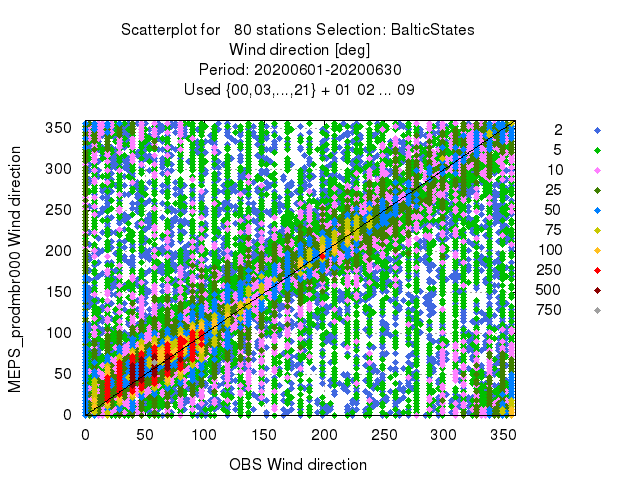 Scatterplot for 80 stations Selection: BalticStates
Wind direction [deg]
Period: 20200601-20200630
Used {00,03,...,21} + 01 02 ... 09
MEPS_prodmbr000 Wind direction
350
300
250
200
150
100
50
0
0 50 100 150 200 250 300 350
OBS Wind direction
2
5
10
25
50
75
100
250
500
750